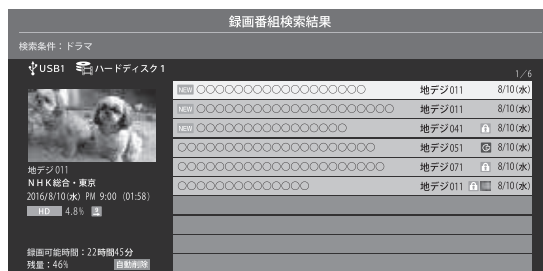 録画番組検索結果
検索条件：ドラマ
USB1 ハードディスク1
1/6
NEW ○○○○○○○○○○○○○○○○○○ 地デジ011 8/10(水)
NEW ○○○○○○○○○○○○○○○○○○○○○ 地デジ011 8/10(水)
NEW ○○○○○○○○○○○○○○○○ 地デジ041 8/10(水)
○○○○○○○○○○○○○○○○○○○○○ 地デジ051 8/10(水)
○○○○○○○○○○○○○○○○○○○○○○ 地デジ071 8/10(水)
○○○○○○○○○○○○○○ 地デジ011 8/10(水)
地デジ011
NHK総合・東京
2016/8/10(水) PM 9:00 (01:58)
HD 4.8%
録画可能時間：22時間45分
残量：46% 自動削除